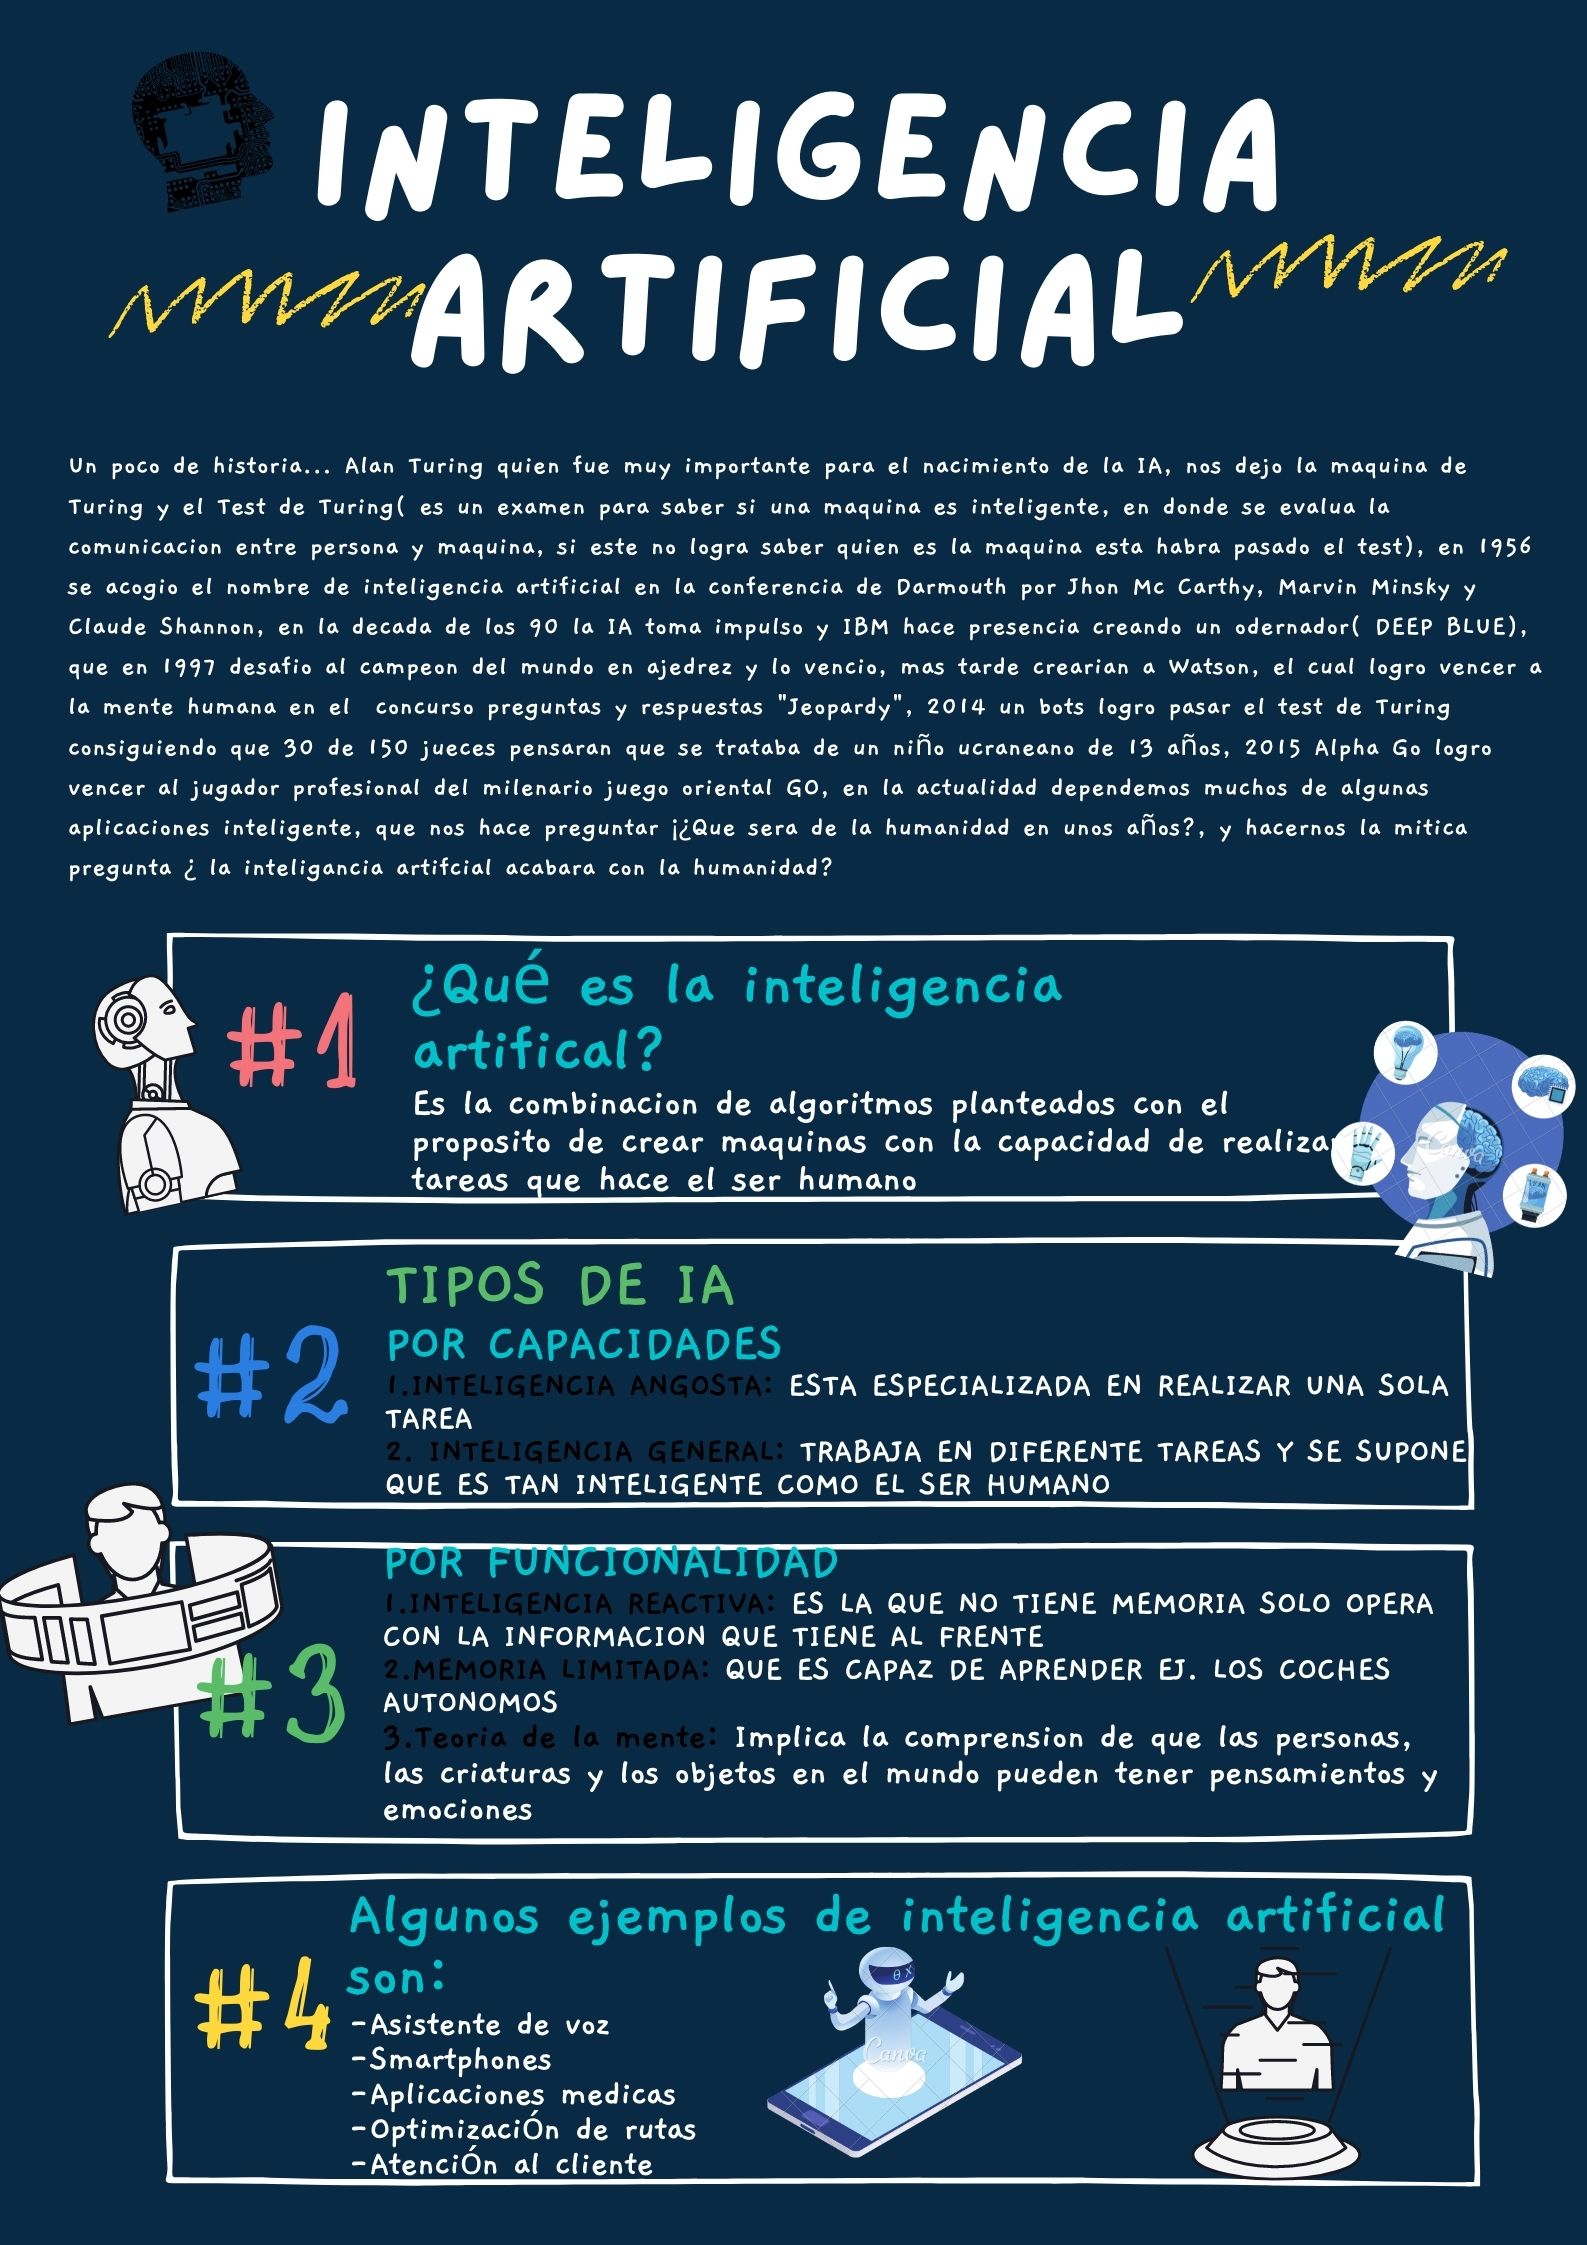 INTELIGENCIA
ARTIFICIAL
Un poco de historia... Alan Turing quien fue muy importante para el nacimiento de la IA, nos dejo la maquina de
Turing y el Test de Turing( es un examen para saber si una maquina es inteligente, en donde se evalua la
comunicacion entre persona y maquina, si este no logra saber quien es la maquina esta habra pasado el test), en 1956
se acogio el nombre de inteligencia artificial en la conferencia de Darmouth por Jhon Mc Carthy, Marvin Minsky y
Claude Shannon, en la decada de los 90 la IA toma impulso y IBM hace presencia creando un odernador( DEEP BLUE),
que en 1997 desafio al campeon del mundo en ajedrez y lo vencio, mas tarde crearian a Watson, el cual logro vencer a
la mente humana en el  concurso preguntas y respuestas "Jeopardy", 2014 un bots logro pasar el test de Turing
consiguiendo que 30 de 150 jueces pensaran que se trataba de un niño ucraneano de 13 años, 2015 Alpha Go logro
vencer al jugador profesional del milenario juego oriental GO, en la actualidad dependemos muchos de algunas
aplicaciones inteligente, que nos hace preguntar ¡¿Que sera de la humanidad en unos años?, y hacernos la mitica
pregunta ¿ la inteligancia artifcial acabara con la humanidad?
#1
¿Qué es la inteligencia
artifical?
Es la combinacion de algoritmos planteados con el
proposito de crear maquinas con la capacidad de realizar
tareas que hace el ser humano
Canva
#2
TIPOS DE IA
POR CAPACIDADES
1.INTELIGENCIA ANGOSTA: ESTA ESPECIALIZADA EN REALIZAR UNA SOLA
TAREA
2. INTELIGENCIA GENERAL: TRABAJA EN DIFERENTE TAREAS Y SE SUPONE
QUE ES TAN INTELIGENTE COMO EL SER HUMANO
#3
POR FUNCIONALIDAD
1.INTELIGENCIA REACTIVA: ES LA QUE NO TIENE MEMORIA SOLO OPERA
CON LA INFORMACION QUE TIENE AL FRENTE
2.MEMORIA LIMITADA: QUE ES CAPAZ DE APRENDER EJ. LOS COCHES
AUTONOMOS
3.Teoria de la mente: Implica la comprension de que las personas,
las criaturas y los objetos en el mundo pueden tener pensamientos y
emociones
#4
Algunos ejemplos de inteligencia artificial
son:
-Asistente de voz
-Smartphones
-Aplicaciones medicas
-OptimizaciÓn de rutas
-AtenciÓn al cliente
Canva